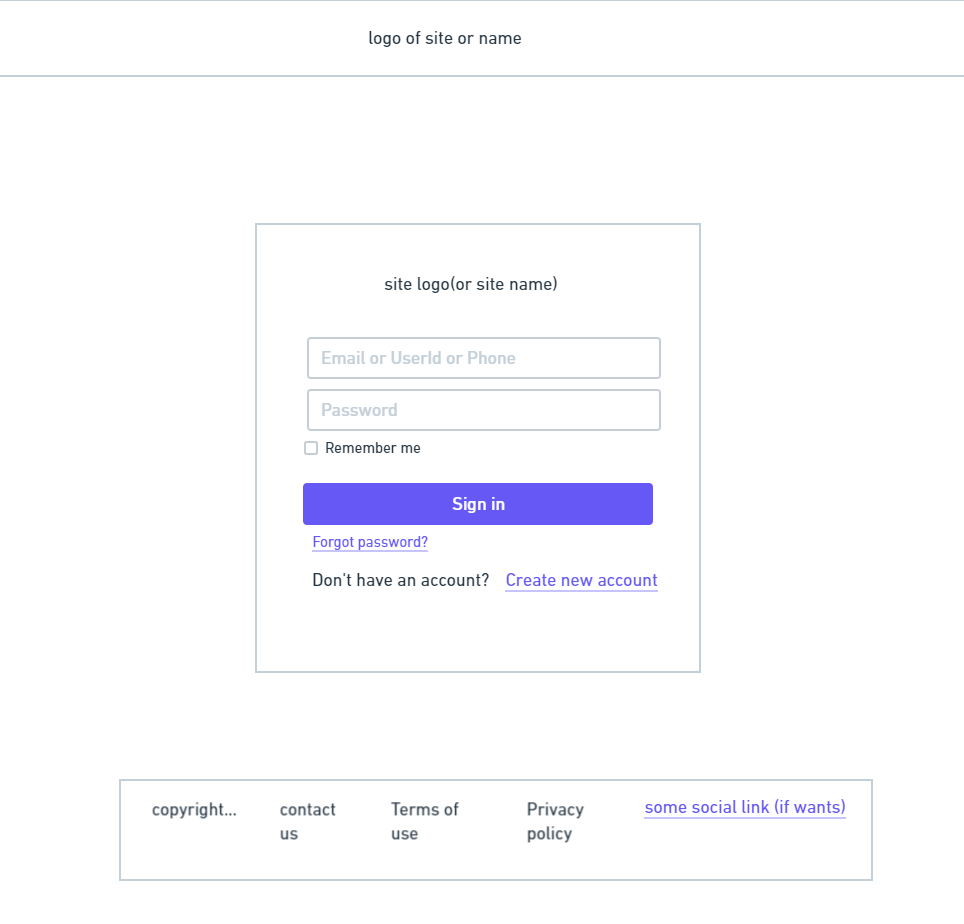 logo of site or name
site logo(or site name)
Email or UserId or Phone
Password
Remember me
Sign in
Forgot password?
Don't have an account? Create new account
copyright... contact us Terms of use Privacy policy some social link (if wants)